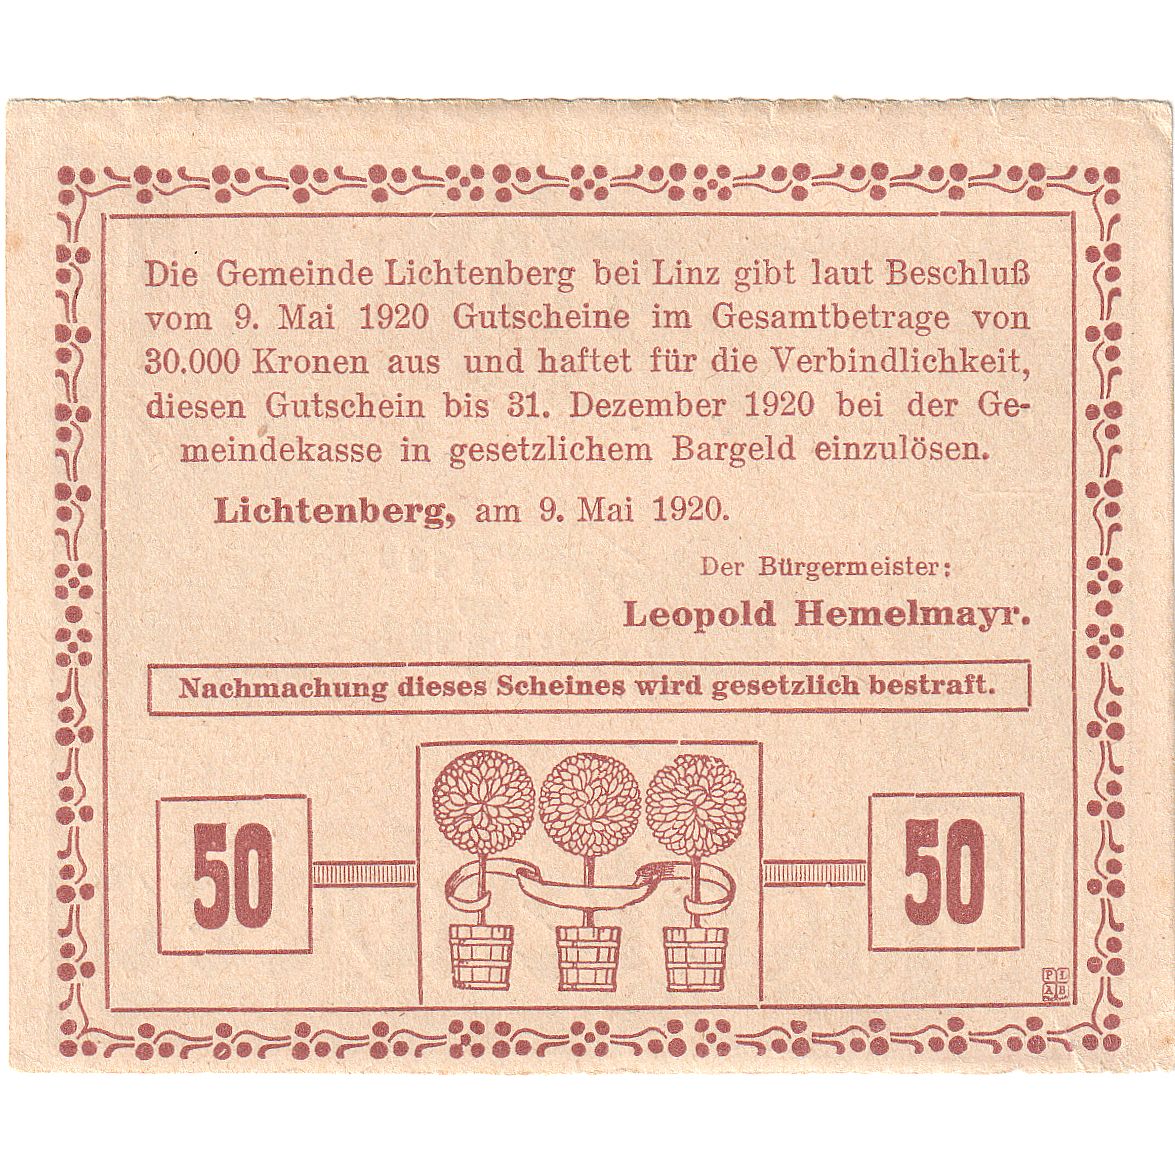 Die Gemeinde Lichtenberg bei Linz gibt laut Beschluß
vom 9. Mai 1920 Gutscheine im Gesamtbetrage von
30.000 Kronen aus und haftet für die Verbindlichkeit,
diesen Gutschein bis 31. Dezember 1920 bei der Ge-
meindekasse in gesetzlichem Bargeld einzulösen.
Lichtenberg, am 9. Mai 1920.
Der Bürgermeister:
Leopold Hemelmayr.
Nachmachung dieses Scheines wird gesetzlich bestraft.
50
50
P I
A B